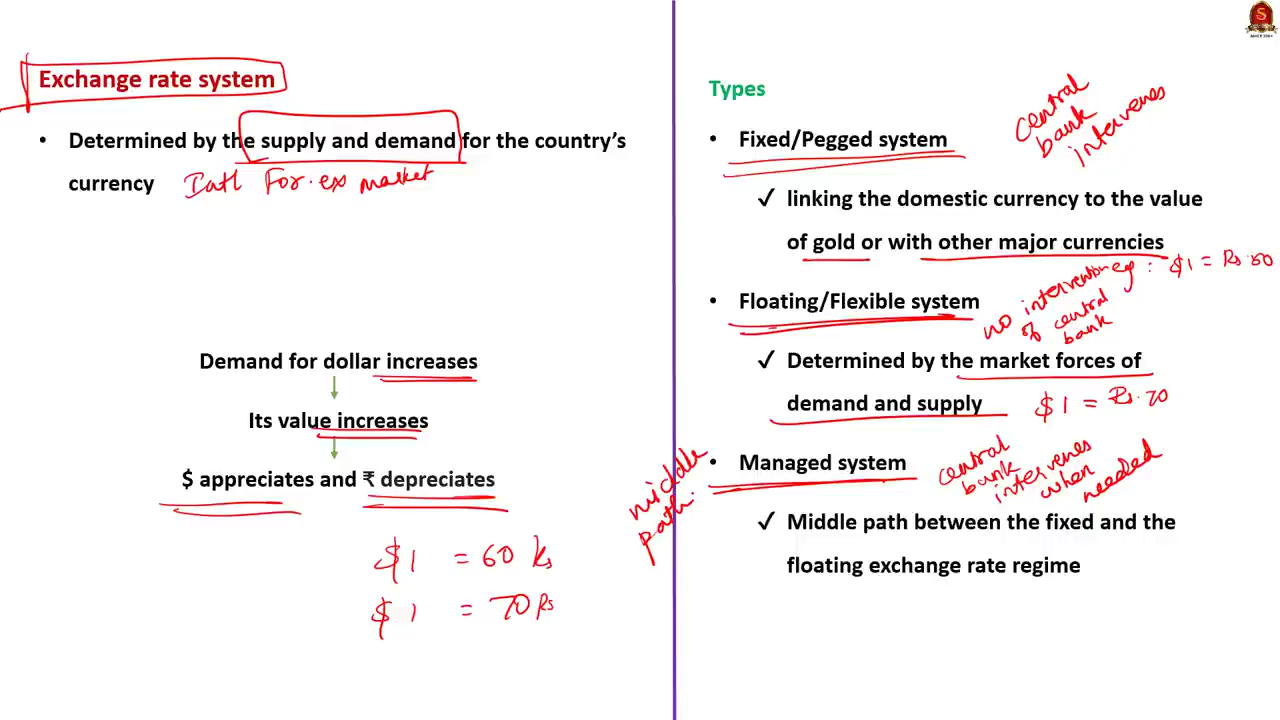 Exchange rate system
• Determined by the supply and demand for the country's
currency Intl For.ex market
Demand for dollar increases
Its value increases
$ appreciates and ₹ depreciates
$1 = 60 Rs
$1 = 70 Rs
Types
• Fixed/Pegged system
central
bank
intervenes
✓ linking the domestic currency to the value
of gold or with other major currencies
eg: $1 = Rs.50
• Floating/Flexible system
no intervention
of central
bank
✓ Determined by the market forces of
demand and supply
$1 = Rs.70
• Managed system
central
bank
intervenes
when
needed
middle
path.
✓ Middle path between the fixed and the
floating exchange rate regime